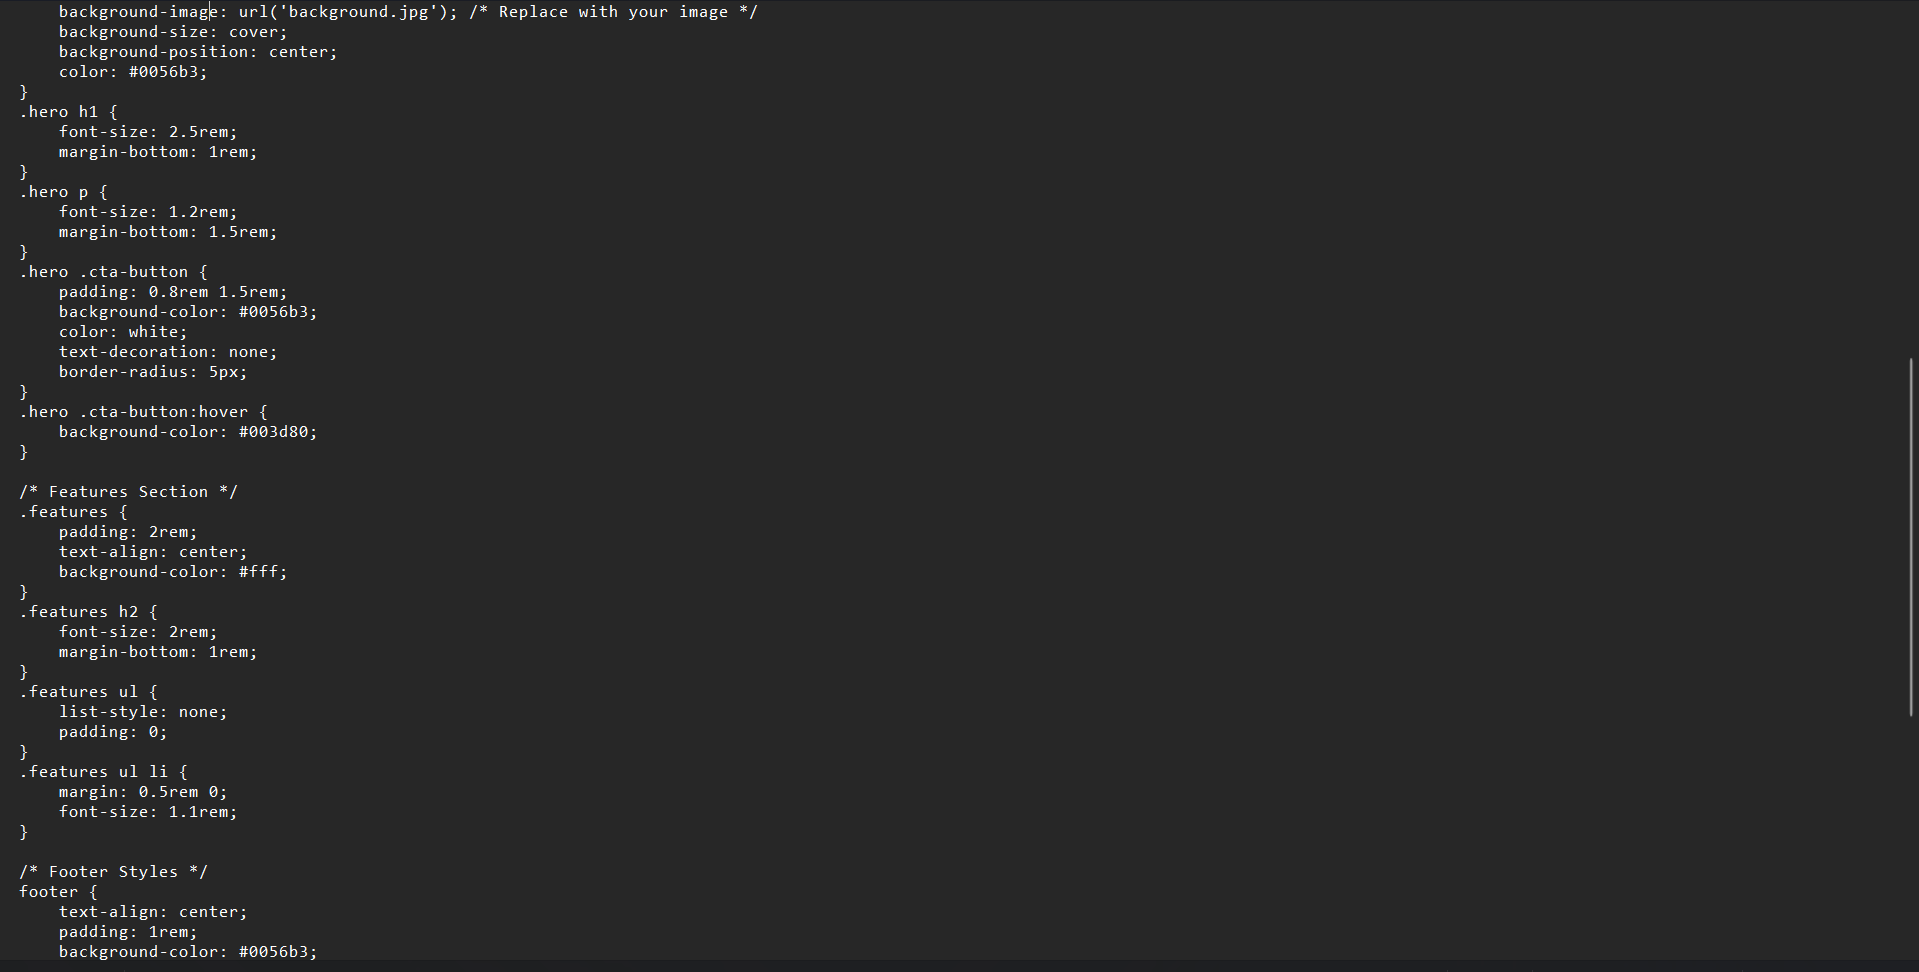 background-image: url('background.jpg'); /* Replace with your image */
    background-size: cover;
    background-position: center;
    color: #0056b3;
}
.hero h1 {
    font-size: 2.5rem;
    margin-bottom: 1rem;
}
.hero p {
    font-size: 1.2rem;
    margin-bottom: 1.5rem;
}
.hero .cta-button {
    padding: 0.8rem 1.5rem;
    background-color: #0056b3;
    color: white;
    text-decoration: none;
    border-radius: 5px;
}
.hero .cta-button:hover {
    background-color: #003d80;
}

/* Features Section */
.features {
    padding: 2rem;
    text-align: center;
    background-color: #fff;
}
.features h2 {
    font-size: 2rem;
    margin-bottom: 1rem;
}
.features ul {
    list-style: none;
    padding: 0;
}
.features ul li {
    margin: 0.5rem 0;
    font-size: 1.1rem;
}

/* Footer Styles */
footer {
    text-align: center;
    padding: 1rem;
    background-color: #0056b3;